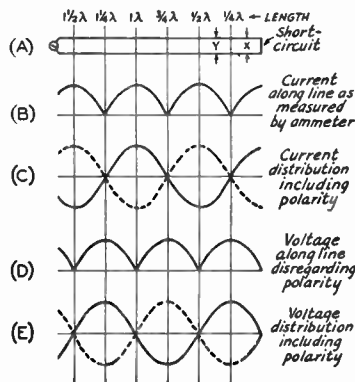 1½λ 1¼λ 1λ ¾λ ½λ ¼λ ← LENGTH
(A) Y X Short-
circuit
(B) Current
along line as
measured
by ammeter
(C) Current
distribution
including
polarity
(D) Voltage
along line
disregarding
polarity
(E) Voltage
distribution
including
polarity